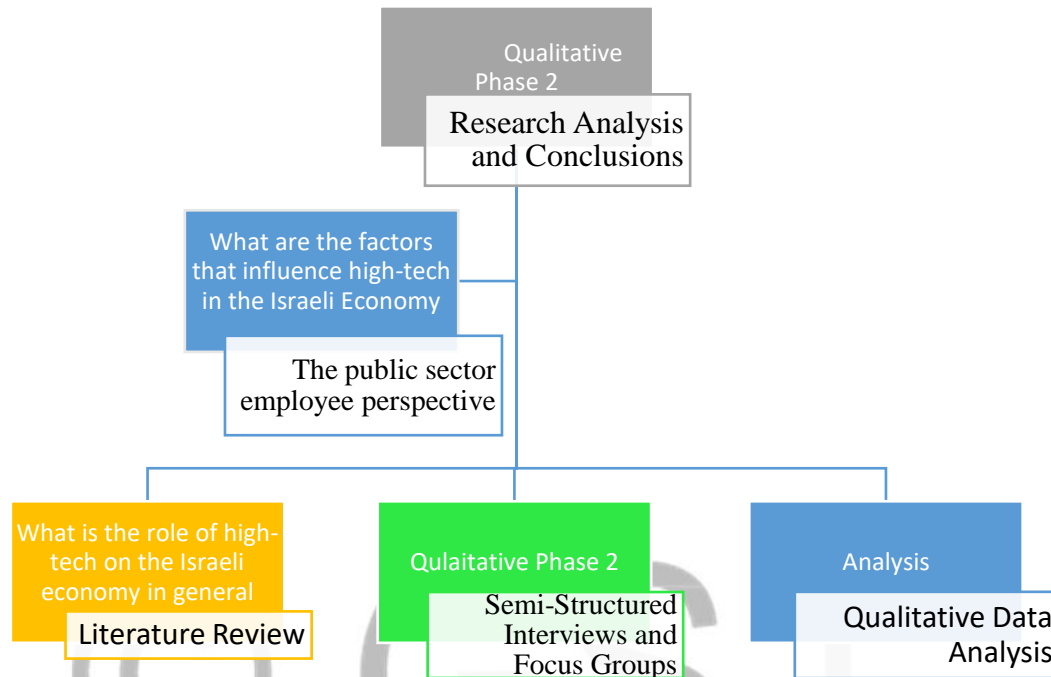 Qualitative
Phase 2
Research Analysis
and Conclusions
What are the factors
that influence high-tech
in the Israeli Economy
The public sector
employee perspective
What is the role of high-
tech on the Israeli
economy in general
Literature Review
Qulaitative Phase 2
Semi-Structured
Interviews and
Focus Groups
Analysis
Qualitative Data
Analysis